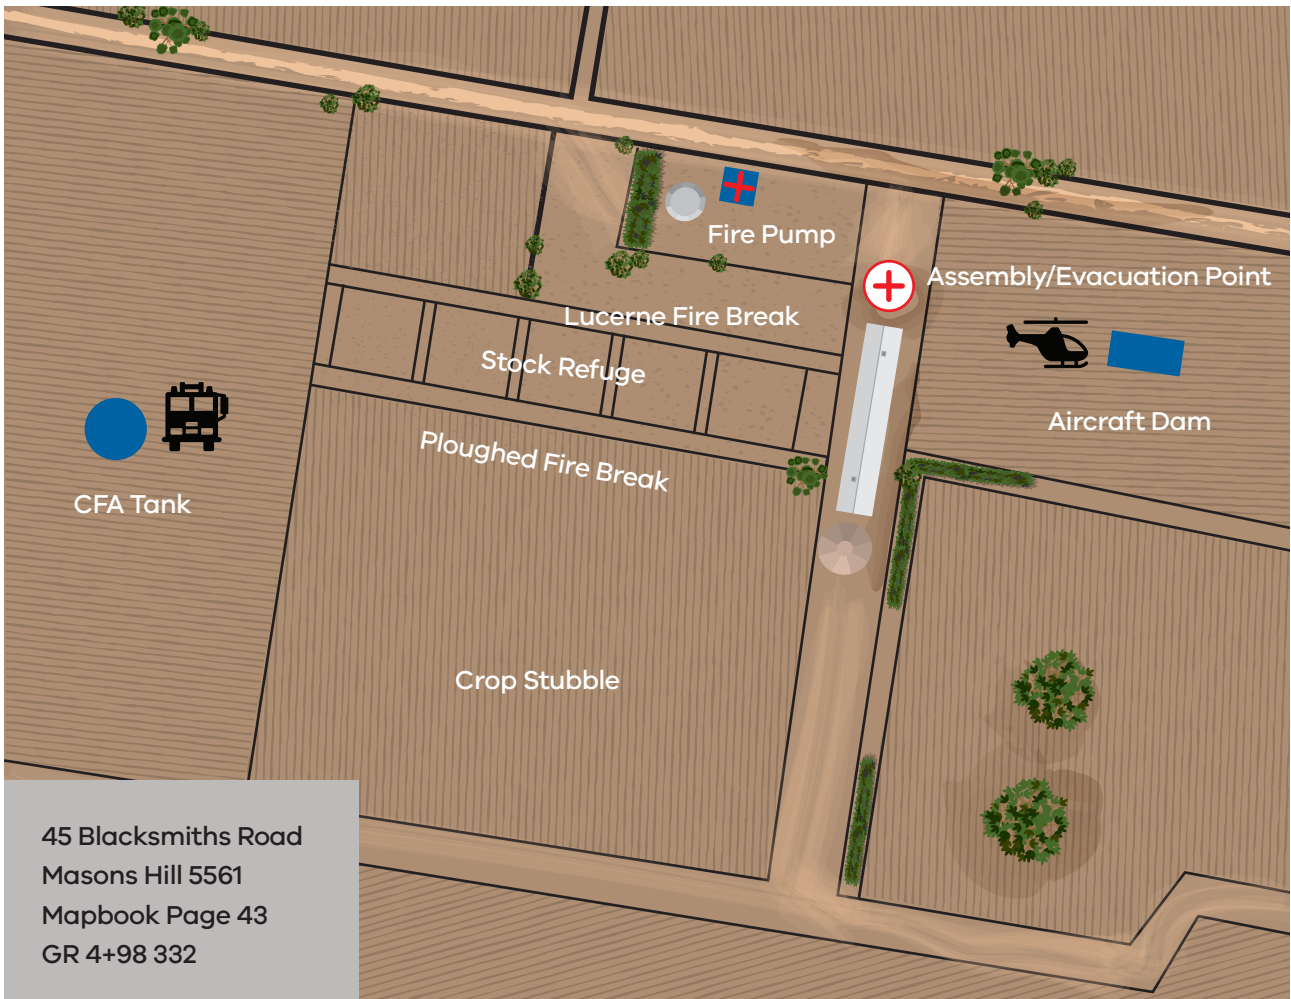 Fire Pump
Assembly/Evacuation Point
Lucerne Fire Break
Stock Refuge
Aircraft Dam
Ploughed Fire Break
CFA Tank
Crop Stubble
45 Blacksmiths Road
Masons Hill 5561
Mapbook Page 43
GR 4+98 332